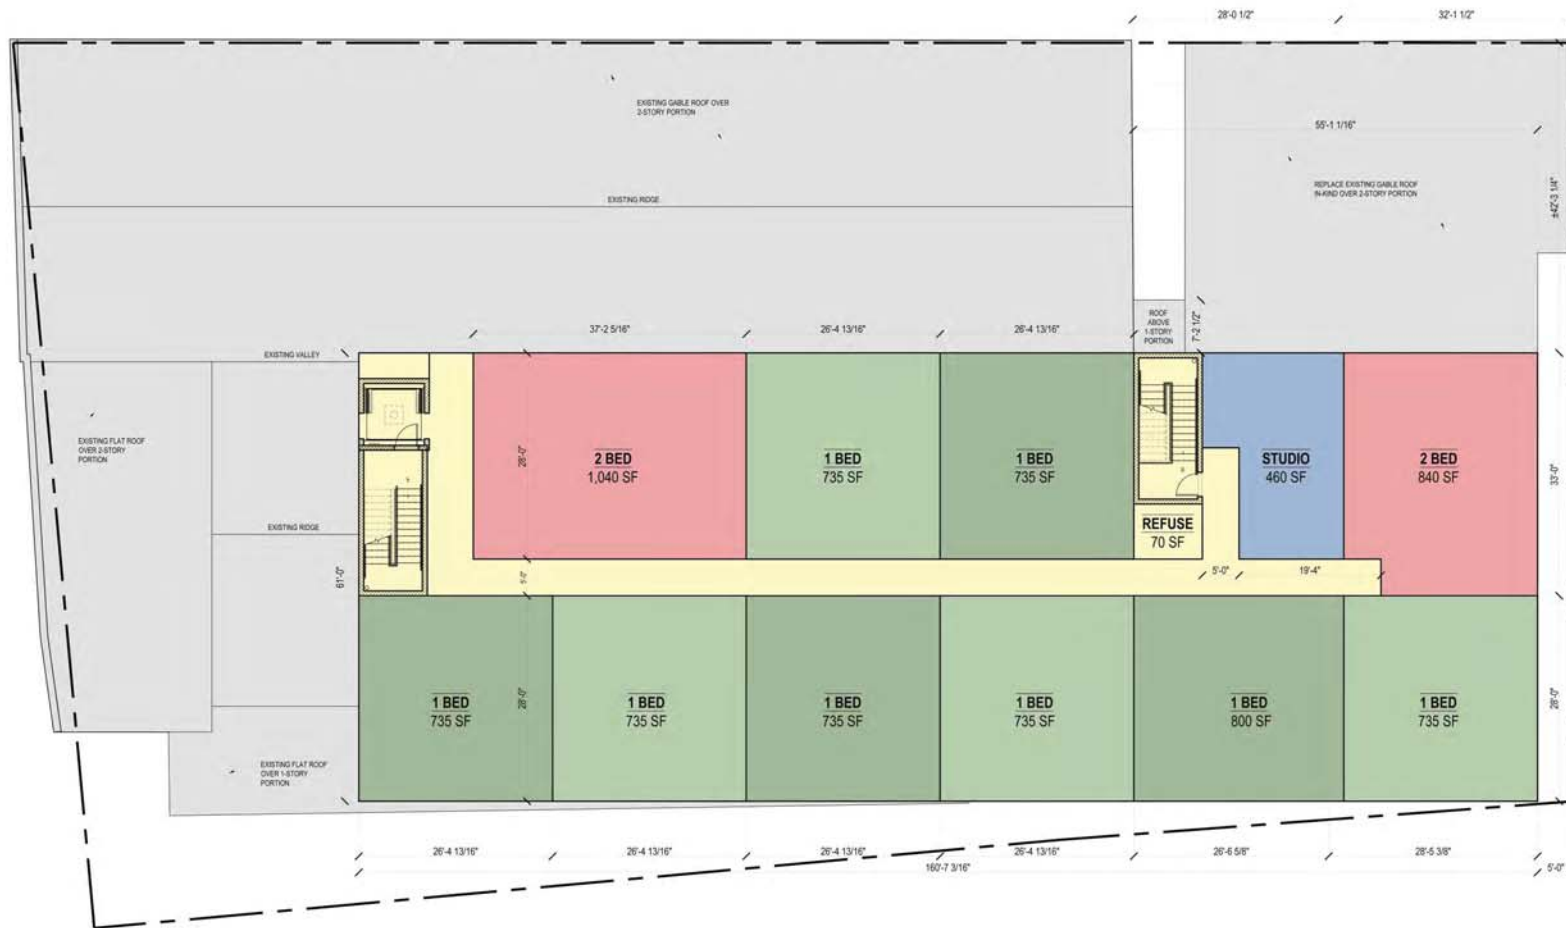 28'-0 1/2"
32'-1 1/2"
EXISTING GABLE ROOF OVER
2-STORY PORTION
55'-1 1/16"
REPLACE EXISTING GABLE ROOF
IN-KIND OVER 2-STORY PORTION
±42'-3 1/4"
EXISTING RIDGE
ROOF
ABOVE
1-STORY
PORTION
7'-2 1/2"
37'-2 5/16"
26'-4 13/16"
26'-4 13/16"
EXISTING VALLEY
EXISTING FLAT ROOF
OVER 2-STORY
PORTION
28'-0"
2 BED
1,040 SF
1 BED
735 SF
1 BED
735 SF
STUDIO
460 SF
2 BED
840 SF
33'-0"
EXISTING RIDGE
REFUSE
70 SF
61'-0"
5'-0"
5'-0"
19'-4"
1 BED
735 SF
28'-0"
1 BED
735 SF
1 BED
735 SF
1 BED
735 SF
1 BED
800 SF
1 BED
735 SF
28'-0"
EXISTING FLAT ROOF
OVER 1-STORY
PORTION
26'-4 13/16"
26'-4 13/16"
26'-4 13/16"
26'-4 13/16"
26'-6 5/8"
28'-5 3/8"
160'-7 3/16"
5'-0"